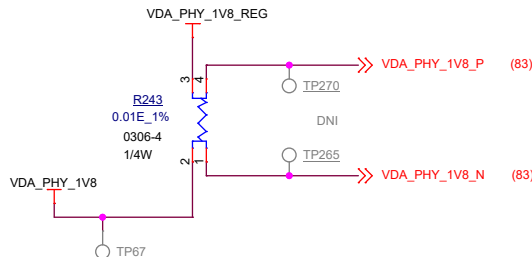 VDA_PHY_1V8_REG
VDA_PHY_1V8_P (83)
3 4
TP270
R243
0.01E_1%
0306-4
1/4W
DNI
TP265
2 1
VDA_PHY_1V8_N (83)
VDA_PHY_1V8
TP67